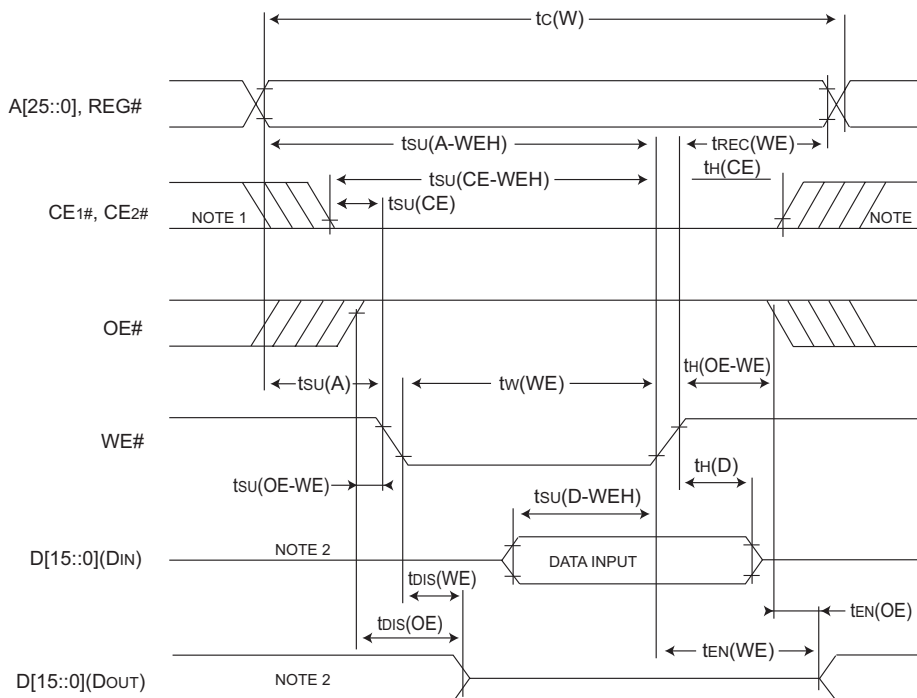 tC(W)
A[25::0], REG#
tSU(A-WEH)
tREC(WE)
tSU(CE-WEH)
tH(CE)
CE1#, CE2#
NOTE 1
tSU(CE)
NOTE
OE#
tSU(A)
tW(WE)
tH(OE-WE)
WE#
tSU(OE-WE)
tH(D)
tSU(D-WEH)
D[15::0](DIN)
NOTE 2
DATA INPUT
tDIS(WE)
tEN(OE)
tDIS(OE)
tEN(WE)
D[15::0](DOUT)
NOTE 2